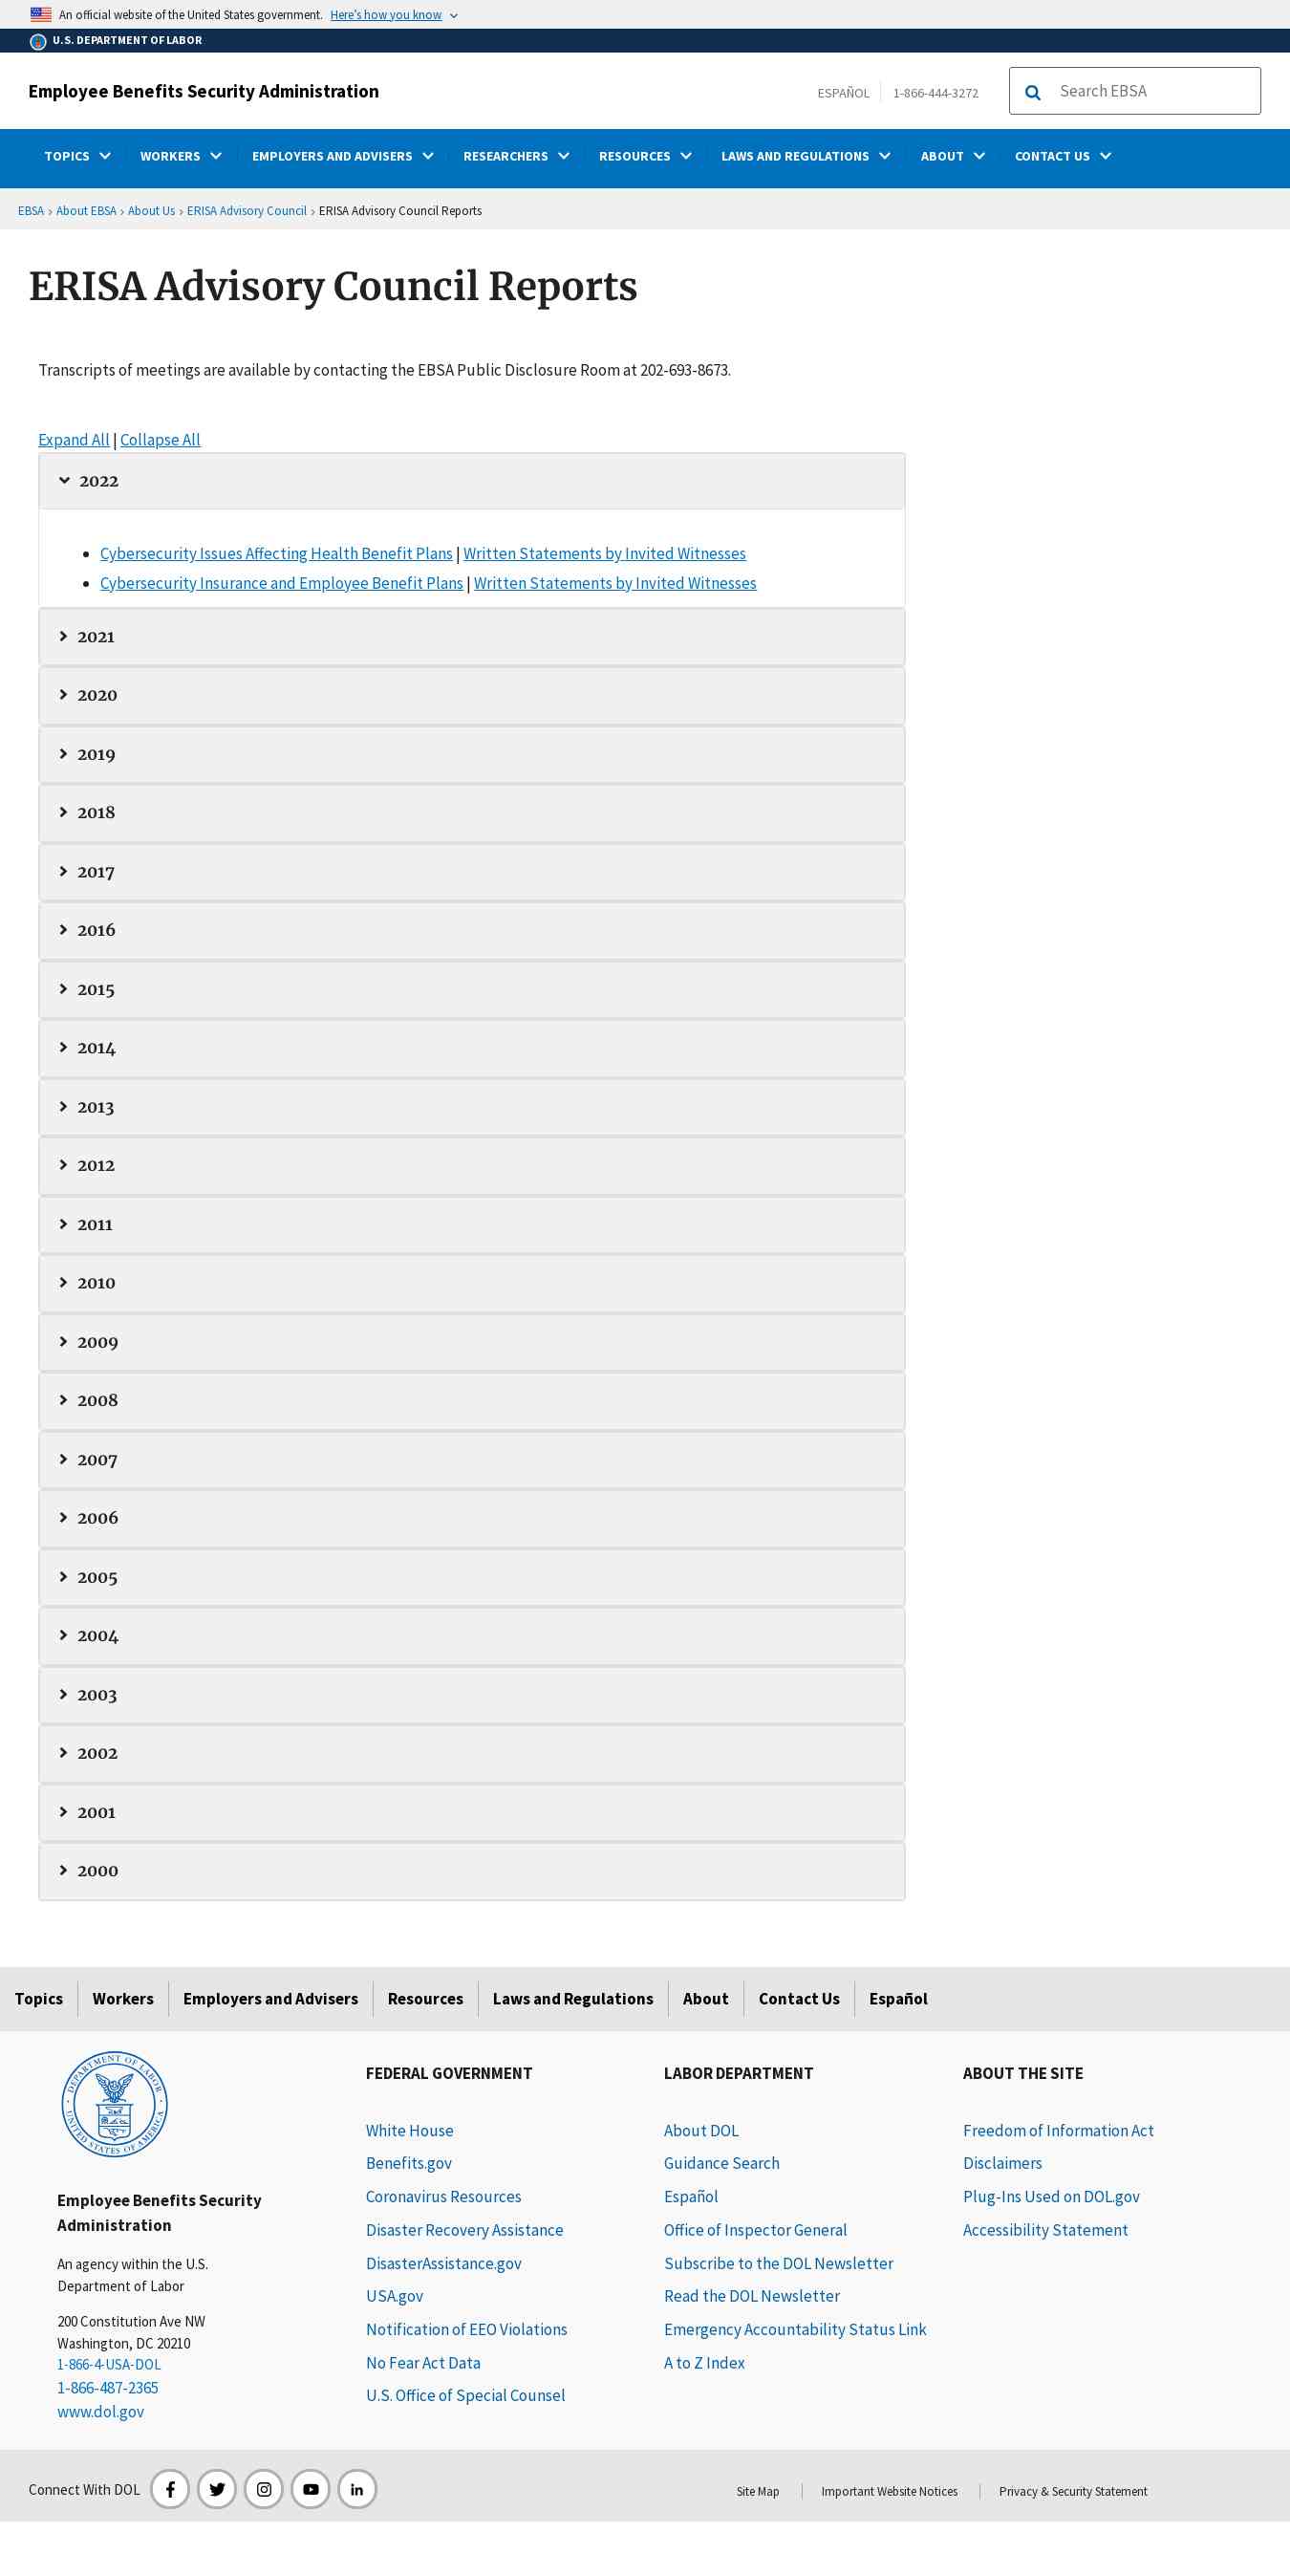 An official website of the United States government. Here's how you know
U.S. DEPARTMENT OF LABOR
Employee Benefits Security Administration
ESPAÑOL 1-866-444-3272 Search EBSA
TOPICS WORKERS EMPLOYERS AND ADVISERS RESEARCHERS RESOURCES LAWS AND REGULATIONS ABOUT CONTACT US
EBSA › About EBSA › About Us › ERISA Advisory Council › ERISA Advisory Council Reports
ERISA Advisory Council Reports
Transcripts of meetings are available by contacting the EBSA Public Disclosure Room at 202-693-8673.
Expand All | Collapse All
2022
Cybersecurity Issues Affecting Health Benefit Plans | Written Statements by Invited Witnesses
Cybersecurity Insurance and Employee Benefit Plans | Written Statements by Invited Witnesses
2021
2020
2019
2018
2017
2016
2015
2014
2013
2012
2011
2010
2009
2008
2007
2006
2005
2004
2003
2002
2001
2000
Topics Workers Employers and Advisers Resources Laws and Regulations About Contact Us Español
DEPARTMENT OF LABOR
UNITED STATES OF AMERICA
Employee Benefits Security
Administration
An agency within the U.S.
Department of Labor
200 Constitution Ave NW
Washington, DC 20210
1-866-4-USA-DOL
1-866-487-2365
www.dol.gov
FEDERAL GOVERNMENT
White House
Benefits.gov
Coronavirus Resources
Disaster Recovery Assistance
DisasterAssistance.gov
USA.gov
Notification of EEO Violations
No Fear Act Data
U.S. Office of Special Counsel
LABOR DEPARTMENT
About DOL
Guidance Search
Español
Office of Inspector General
Subscribe to the DOL Newsletter
Read the DOL Newsletter
Emergency Accountability Status Link
A to Z Index
ABOUT THE SITE
Freedom of Information Act
Disclaimers
Plug-Ins Used on DOL.gov
Accessibility Statement
Connect With DOL
Site Map Important Website Notices Privacy & Security Statement